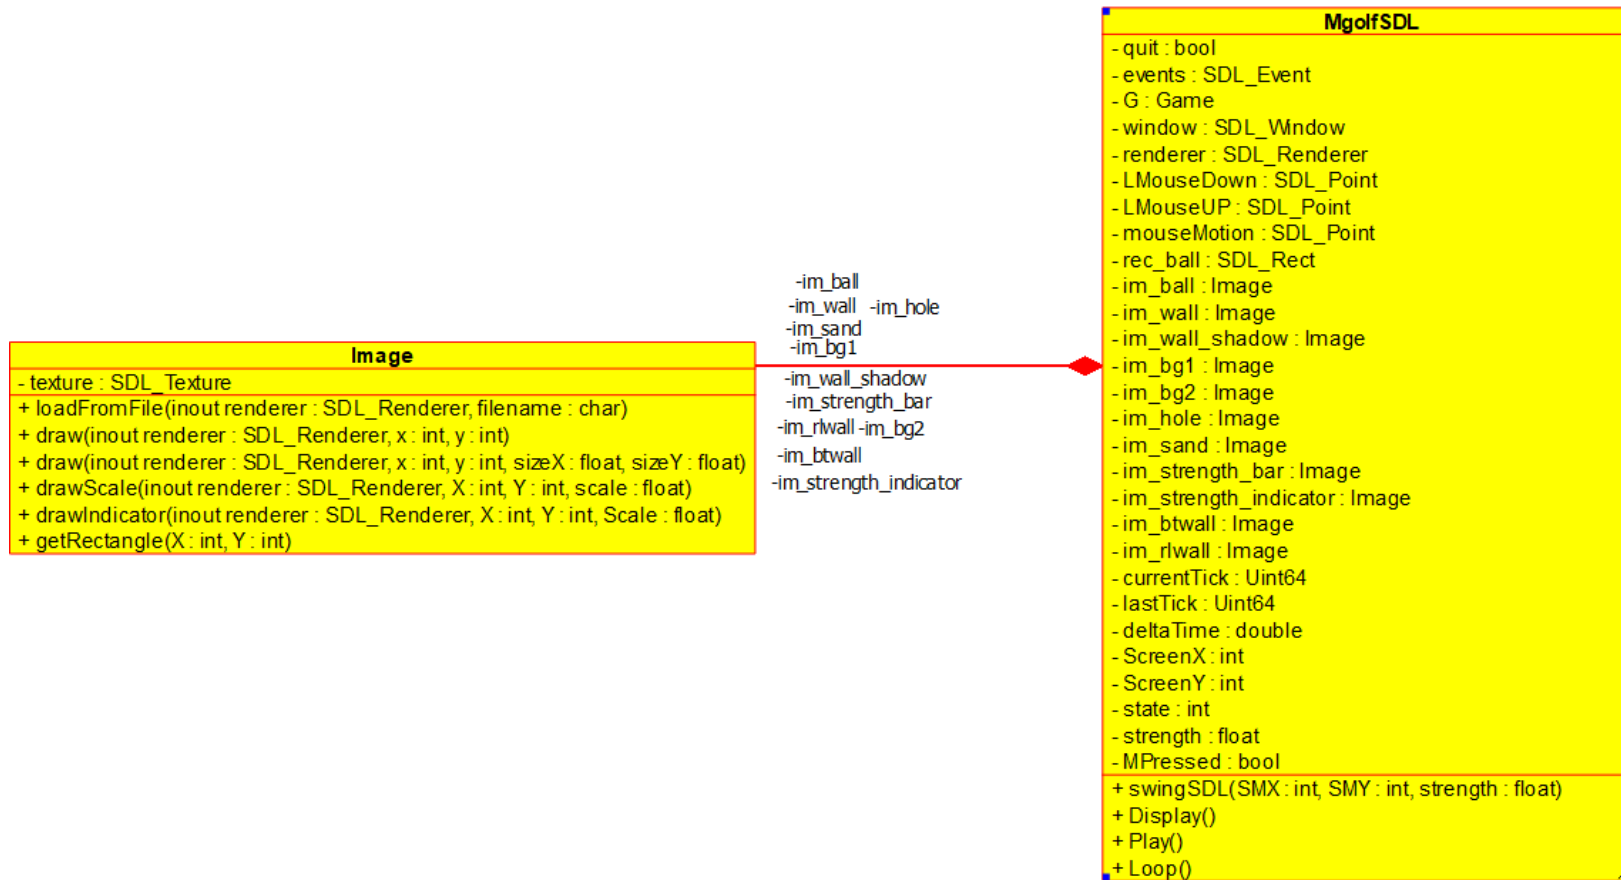 MgolfSDL
- quit : bool
- events : SDL_Event
- G : Game
- window : SDL_Window
- renderer : SDL_Renderer
- LMouseDown : SDL_Point
- LMouseUP : SDL_Point
- mouseMotion : SDL_Point
- rec_ball : SDL_Rect
- im_ball : Image
- im_wall : Image
- im_wall_shadow : Image
- im_bg1 : Image
- im_bg2 : Image
- im_hole : Image
- im_sand : Image
- im_strength_bar : Image
- im_strength_indicator : Image
- im_btwall : Image
- im_rlwall : Image
- currentTick : Uint64
- lastTick : Uint64
- deltaTime : double
- ScreenX : int
- ScreenY : int
- state : int
- strength : float
- MPressed : bool
+ swingSDL(SMX : int, SMY : int, strength : float)
+ Display()
+ Play()
+ Loop()
-im_ball
-im_wall -im_hole
-im_sand
-im_bg1
-im_wall_shadow
-im_strength_bar
-im_rlwall -im_bg2
-im_btwall
-im_strength_indicator
Image
- texture : SDL_Texture
+ loadFromFile(inout renderer : SDL_Renderer, filename : char)
+ draw(inout renderer : SDL_Renderer, x : int, y : int)
+ draw(inout renderer : SDL_Renderer, x : int, y : int, sizeX : float, sizeY : float)
+ drawScale(inout renderer : SDL_Renderer, X : int, Y : int, scale : float)
+ drawIndicator(inout renderer : SDL_Renderer, X : int, Y : int, Scale : float)
+ getRectangle(X : int, Y : int)